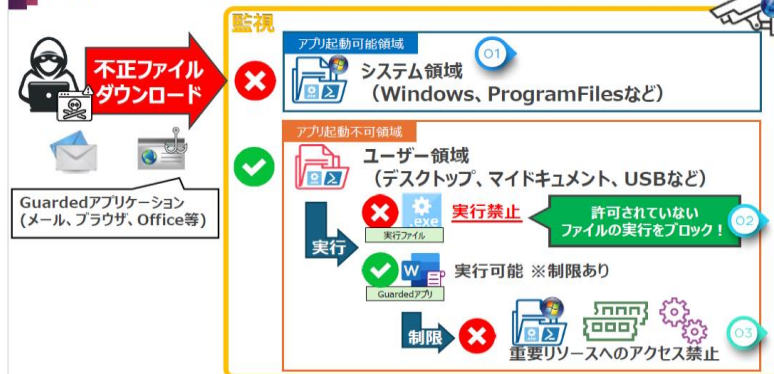 監視
不正ファイル
ダウンロード
Guardedアプリケーション
(メール、ブラウザ、Office等)
アプリ起動可能領域
01
システム領域
(Windows、ProgramFilesなど)
アプリ起動不可領域
ユーザー領域
(デスクトップ、マイドキュメント、USBなど)
実行
.exe
実行ファイル
実行禁止
許可されていない
ファイルの実行をブロック！
02
W
Guardedアプリ
実行可能 ※制限あり
制限
03
重要リソースへのアクセス禁止